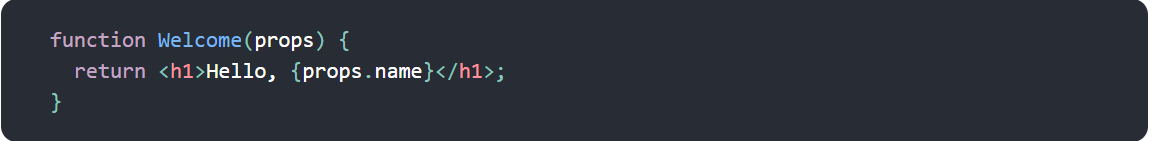 function Welcome(props) {
  return <h1>Hello, {props.name}</h1>;
}